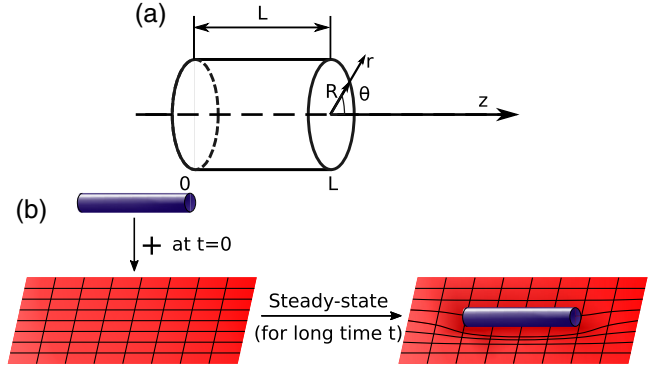 (a)
L
r
R
θ
z
0
L
(b)
+ at t=0
Steady-state
(for long time t)